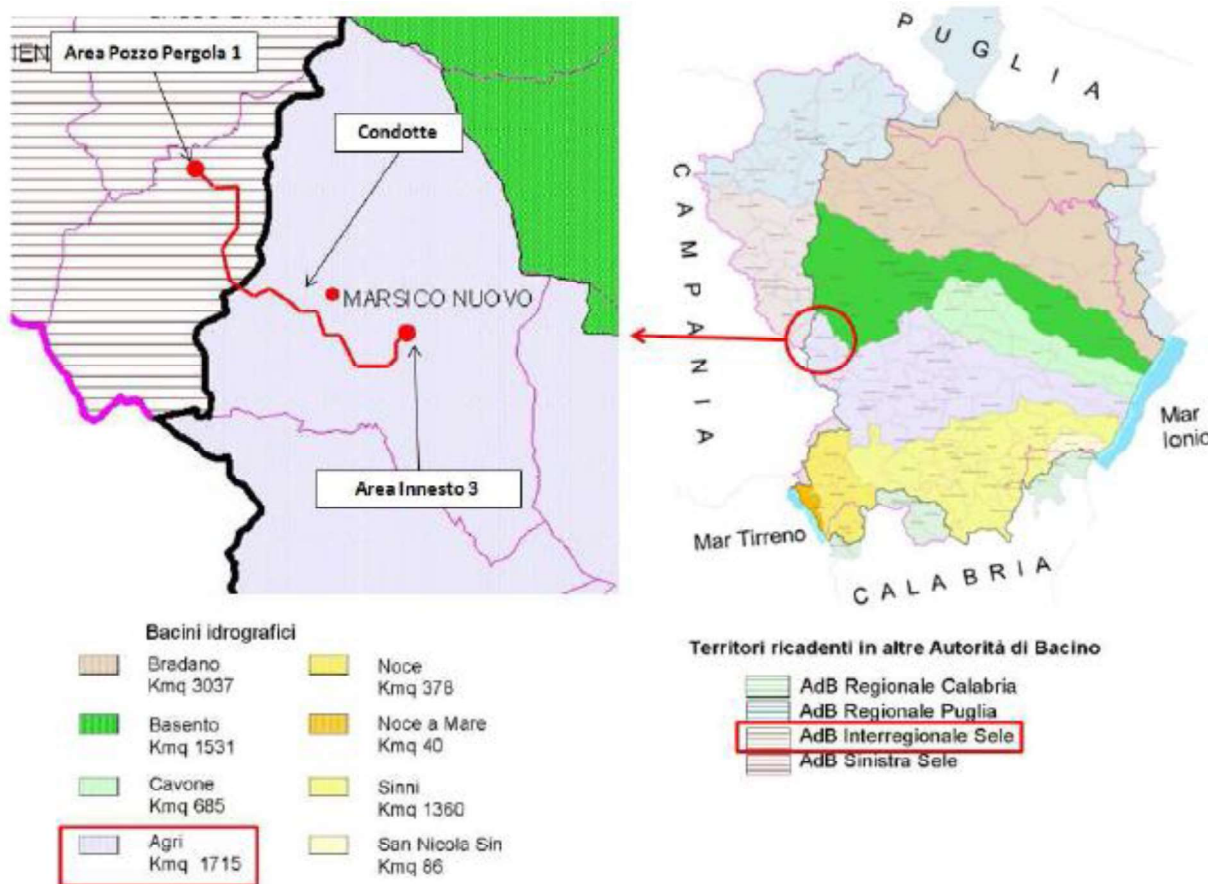 Area Pozzo Pergola 1
Condotte
MARSICO NUOVO
Area Innesto 3
PUGLIA
CAMPANIA
Mar
Ionio
Mar Tirreno
CALABRIA
Bacini idrografici
Bradano
Kmq 3037
Basento
Kmq 1531
Cavone
Kmq 685
Agri
Kmq 1715
Noce
Kmq 378
Noce a Mare
Kmq 40
Sinni
Kmq 1360
San Nicola Sin
Kmq 86
Territori ricadenti in altre Autorità di Bacino
AdB Regionale Calabria
AdB Regionale Puglia
AdB Interregionale Sele
AdB Sinistra Sele